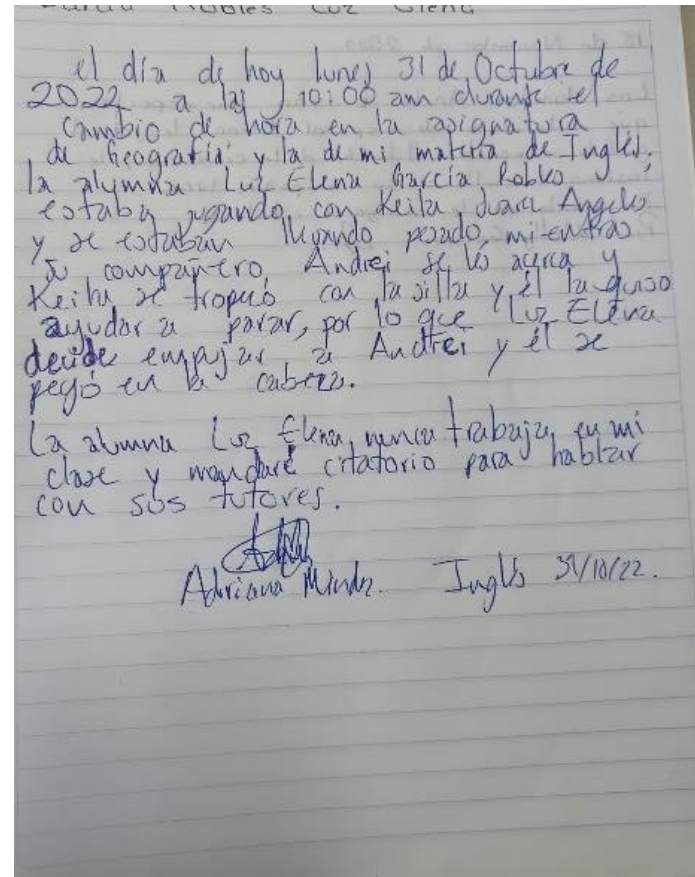 García Robles Luz Elena
el día de hoy lunes 31 de Octubre de
2022 a las 10:00 am durante el
Cambio de hora en la asignatura
de Geografía y la de mi materia de Inglés,
la alumna Luz Elena García Robles
estaba jugando con Keila Angeles
y se estaban llevando pesado, mientras
su compañero Andrei se les acerca y
Keila se tropezó con la silla y él la quiso
ayudar a parar, por lo que Luz Elena
decide empujar a Andrei y él se
pegó en la cabeza.
La alumna Luz Elena nunca trabaja en mi
clase y mandaré citatorio para hablar
con sus tutores.
Adriana Inglés 31/10/22.